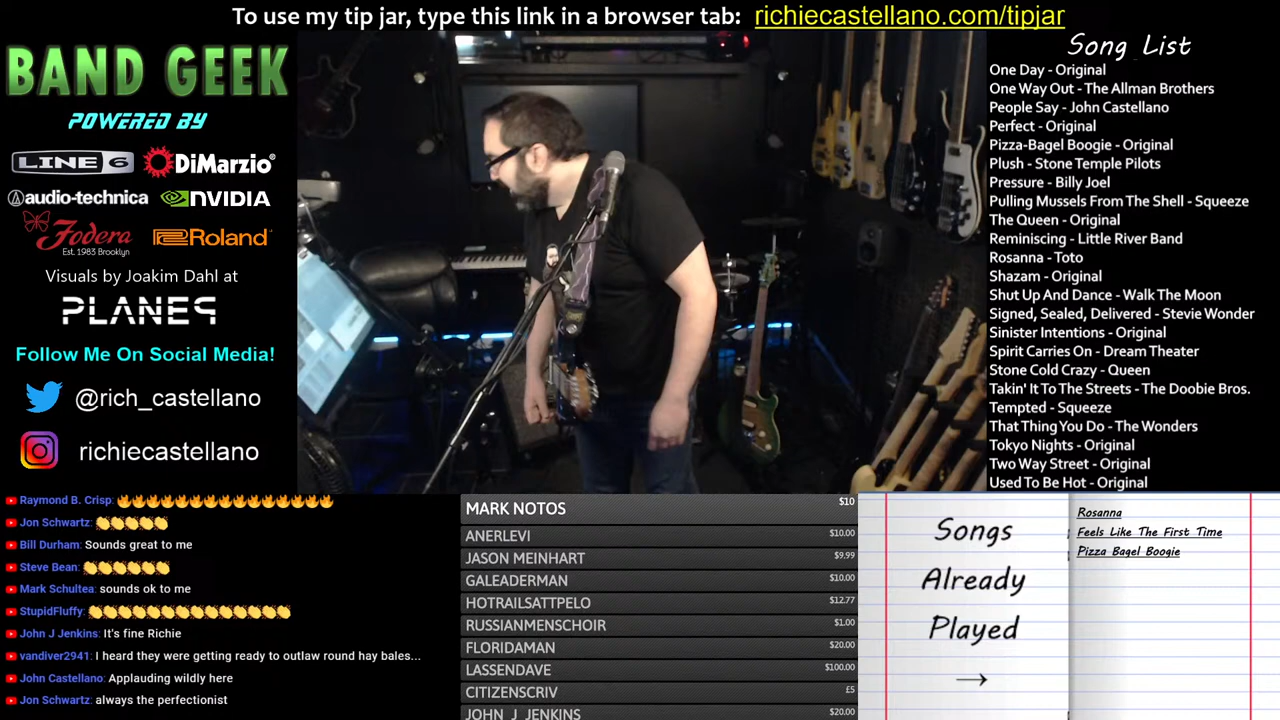 To use my tip jar, type this link in a browser tab: richiecastellano.com/tipjar
BAND GEEK
POWERED BY
LINE 6 DiMarzio®
audio-technica NVIDIA
Fodera Roland
Est. 1983 Brooklyn
Visuals by Joakim Dahl at
PLANE9
Follow Me On Social Media!
@rich_castellano
richiecastellano
Song List
One Day - Original
One Way Out - The Allman Brothers
People Say - John Castellano
Perfect - Original
Pizza-Bagel Boogie - Original
Plush - Stone Temple Pilots
Pressure - Billy Joel
Pulling Mussels From The Shell - Squeeze
The Queen - Original
Reminiscing - Little River Band
Rosanna - Toto
Shazam - Original
Shut Up And Dance - Walk The Moon
Signed, Sealed, Delivered - Stevie Wonder
Sinister Intentions - Original
Spirit Carries On - Dream Theater
Stone Cold Crazy - Queen
Takin' It To The Streets - The Doobie Bros.
Tempted - Squeeze
That Thing You Do - The Wonders
Tokyo Nights - Original
Two Way Street - Original
Used To Be Hot - Original
Raymond B. Crisp: 🔥🔥🔥🔥🔥🔥🔥🔥🔥🔥🔥🔥🔥🔥🔥
Jon Schwartz: 👏👏👏👏👏
Bill Durham: Sounds great to me
Steve Bean: 👏👏👏👏👏👏
Mark Schultea: sounds ok to me
StupidFluffy: 👏👏👏👏👏👏👏👏👏👏👏👏👏👏
John J Jenkins: It's fine Richie
vandiver2941: I heard they were getting ready to outlaw round hay bales...
John Castellano: Applauding wildly here
Jon Schwartz: always the perfectionist
MARK NOTOS $10
ANERLEVI $10.00
JASON MEINHART $9.99
GALEADERMAN $10.00
HOTRAILSATTPELO $12.77
RUSSIANMENSCHOIR $1.00
FLORIDAMAN $20.00
LASSENDAVE $100.00
CITIZENSCRIV £5
JOHN J JENKINS $20.00
Songs
Already
Played
→
Rosanna
Feels Like The First Time
Pizza Bagel Boogie